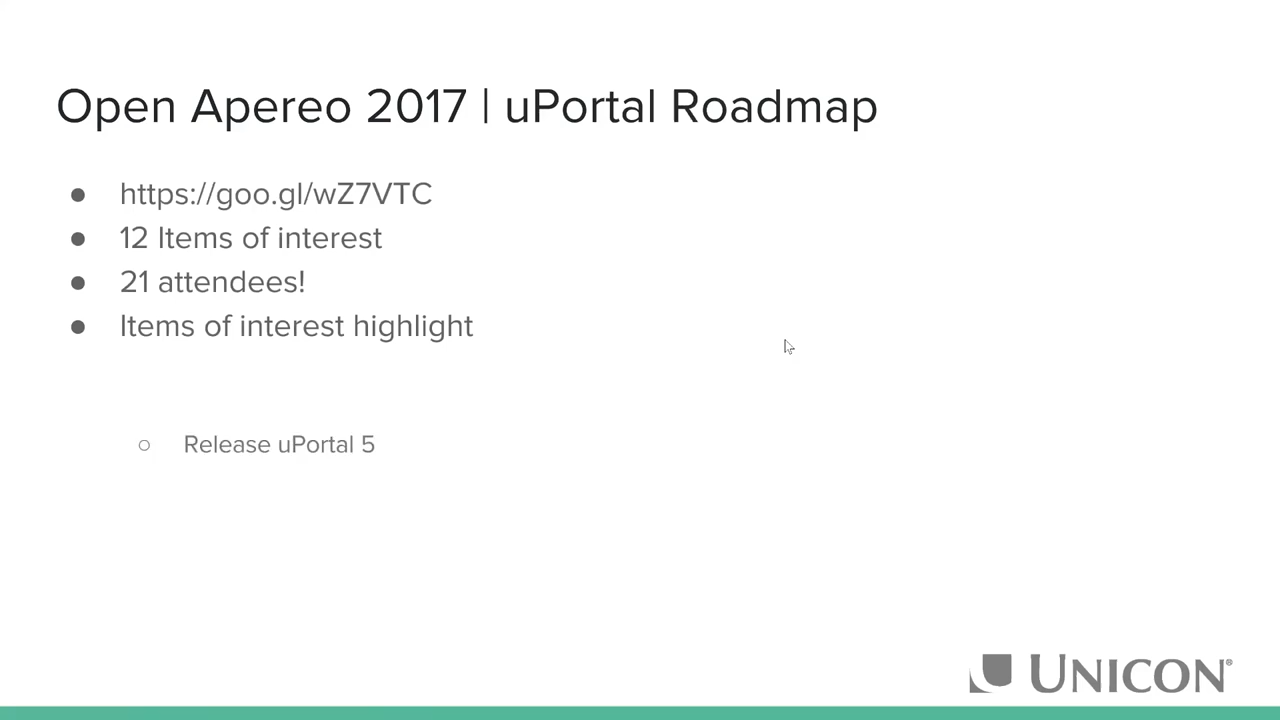 Open Apereo 2017 | uPortal Roadmap
● https://goo.gl/wZ7VTC
● 12 Items of interest
● 21 attendees!
● Items of interest highlight
○ Release uPortal 5
UNICON®